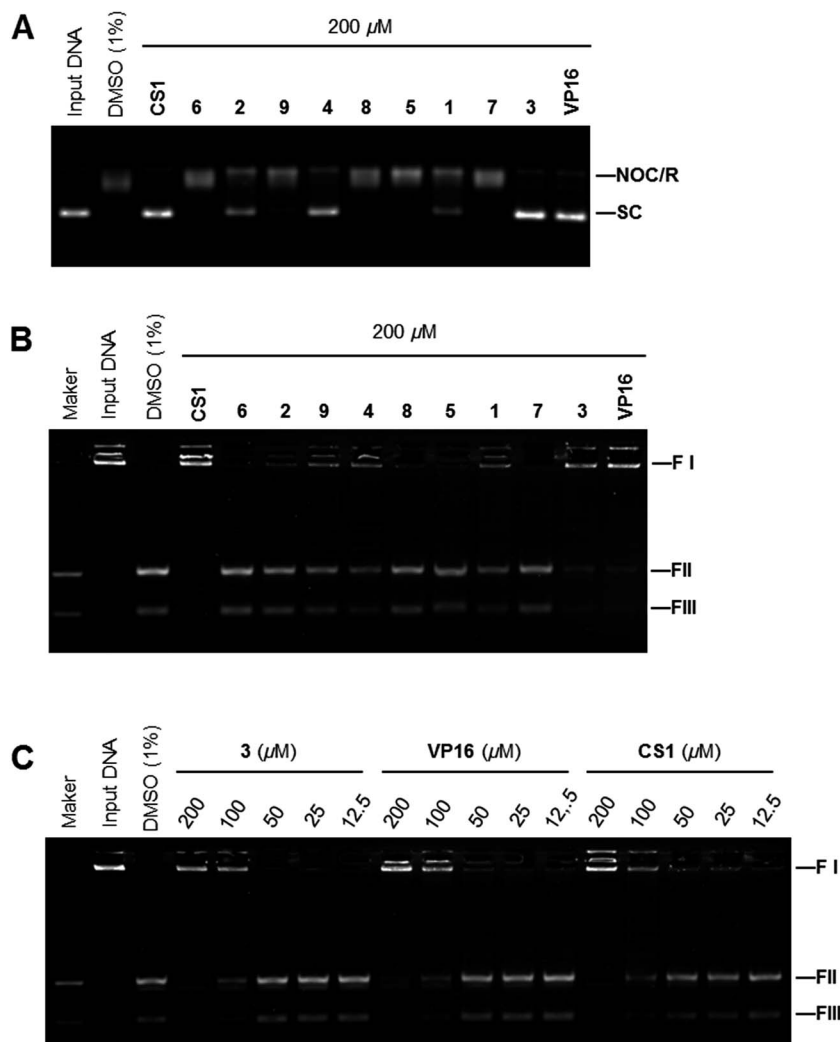 A
Input DNA
DMSO (1%)
200 µM
CS1 6 2 9 4 8 5 1 7 3 VP16
NOC/R
SC
B
Maker
Input DNA
DMSO (1%)
200 µM
CS1 6 2 9 4 8 5 1 7 3 VP16
F I
FII
FIII
C
Maker
Input DNA
DMSO (1%)
3 (µM) VP16 (µM) CS1 (µM)
200 100 50 25 12.5 200 100 50 25 12,.5 200 100 50 25 12.5
F I
FII
FIII